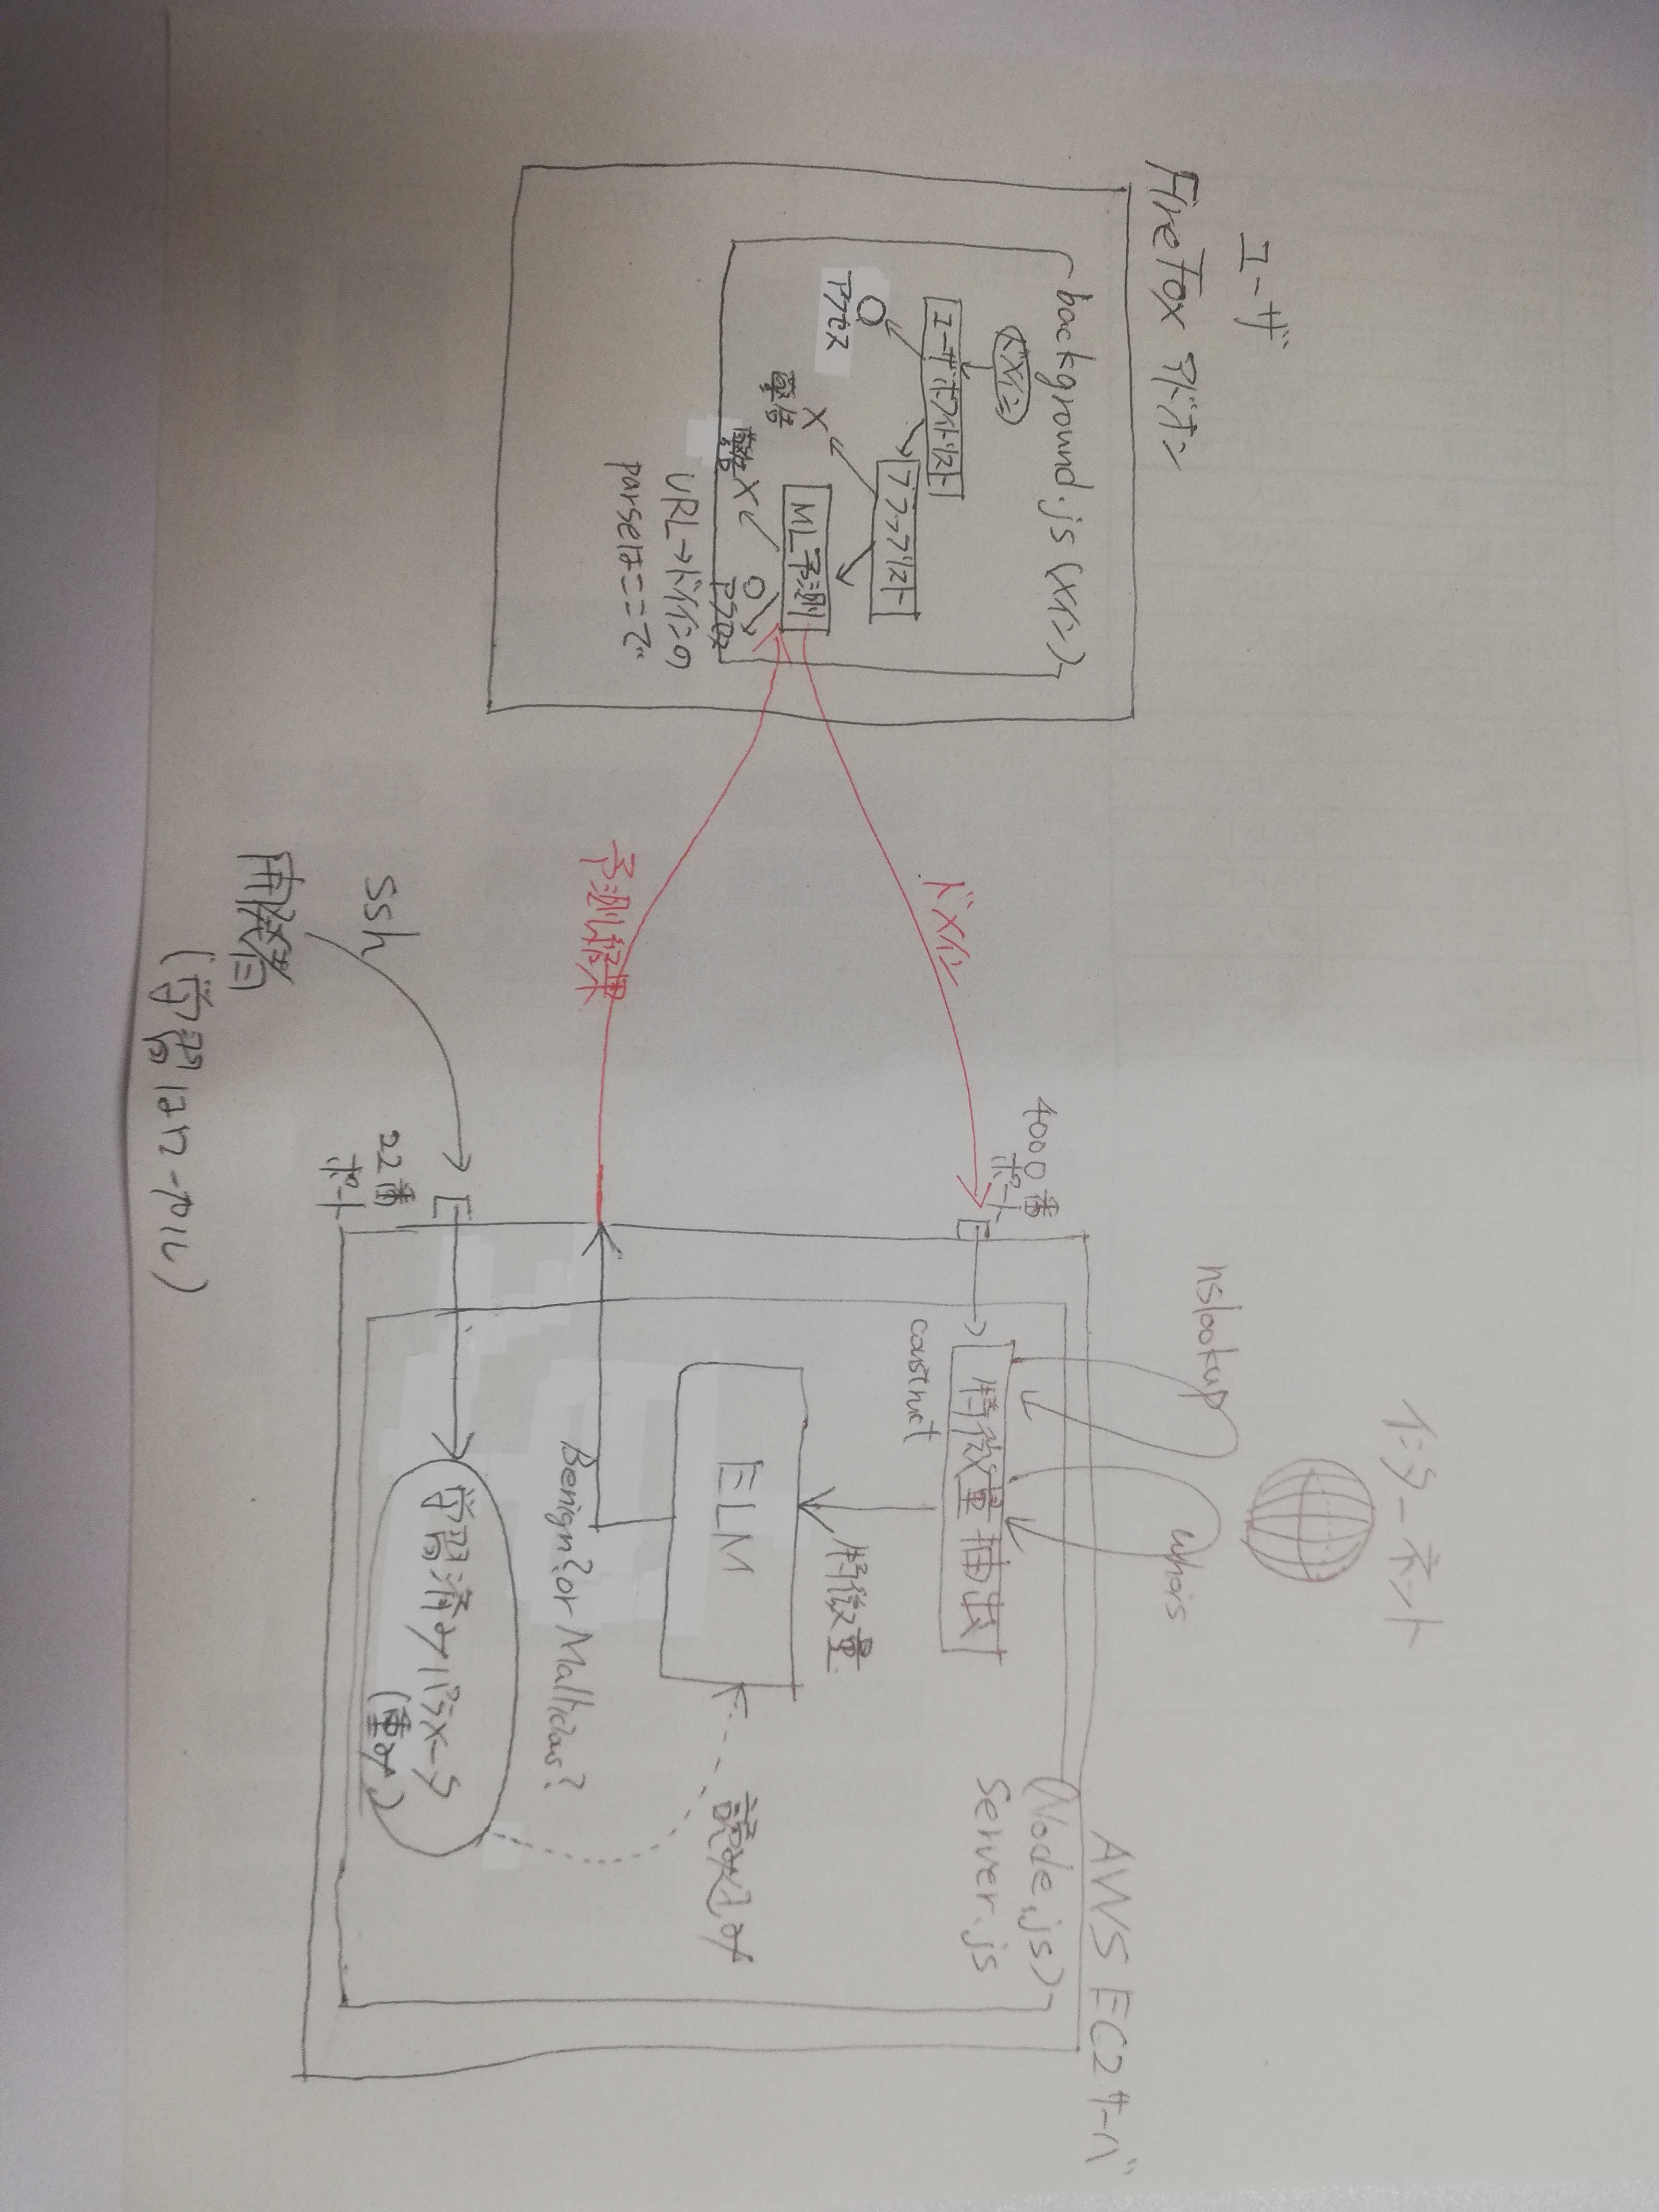 ユーザ
FireFox アドオン
background.js (メイン)
ドメイン
ユーザホワイトリスト
○
アクセス
ブラックリスト
×
警告
ML予測
×
警告
○
アクセス
URL→ドメインの
parseはここで
ドメイン
予測結果
ssh
開発者
(学習はローカル)
4000番
ポート
22番
ポート
インターネット
nslookup
whois
AWS EC2サーバ
(Node.js)
Server.js
特徴量抽出
construct
特徴量
ELM
読み込み
Benign? or Malicious?
学習済みパラメータ
(重み)